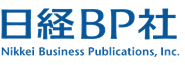 日経BP社
Nikkei Business Publications, Inc.